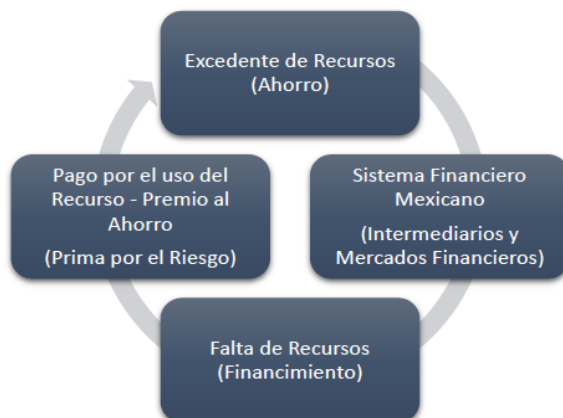 Excedente de Recursos
(Ahorro)
Sistema Financiero
Mexicano
(Intermediarios y
Mercados Financieros)
Falta de Recursos
(Financimiento)
Pago por el uso del
Recurso - Premio al
Ahorro
(Prima por el Riesgo)